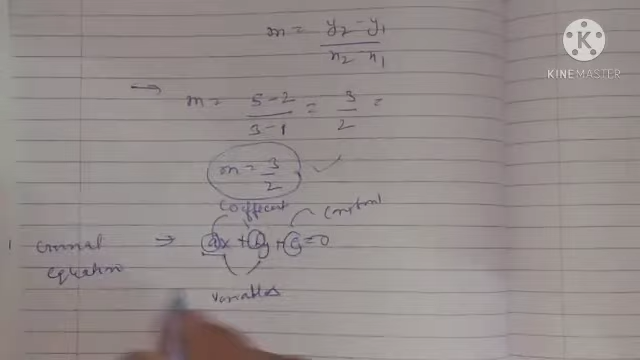 m = y2 - y1 / x2 x1
KINEMASTER
→ m = 5-2 / 3-1 = 3/2 =
m = 3/2 ✓
Coefficient
Constant
→ ax + by + c = 0
Equation
Variables